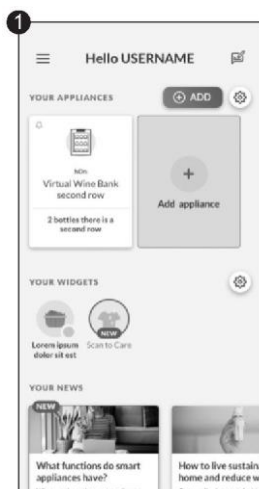 1
Hello USERNAME
YOUR APPLIANCES
ADD
Virtual Wine Bank
second row
2 bottles there is a
second row
Add appliance
YOUR WIDGETS
NEW
Lorem ipsum
dolor sit est
Scan to Care
YOUR NEWS
NEW
What functions do smart
appliances have?
How to live sustaina
home and reduce w